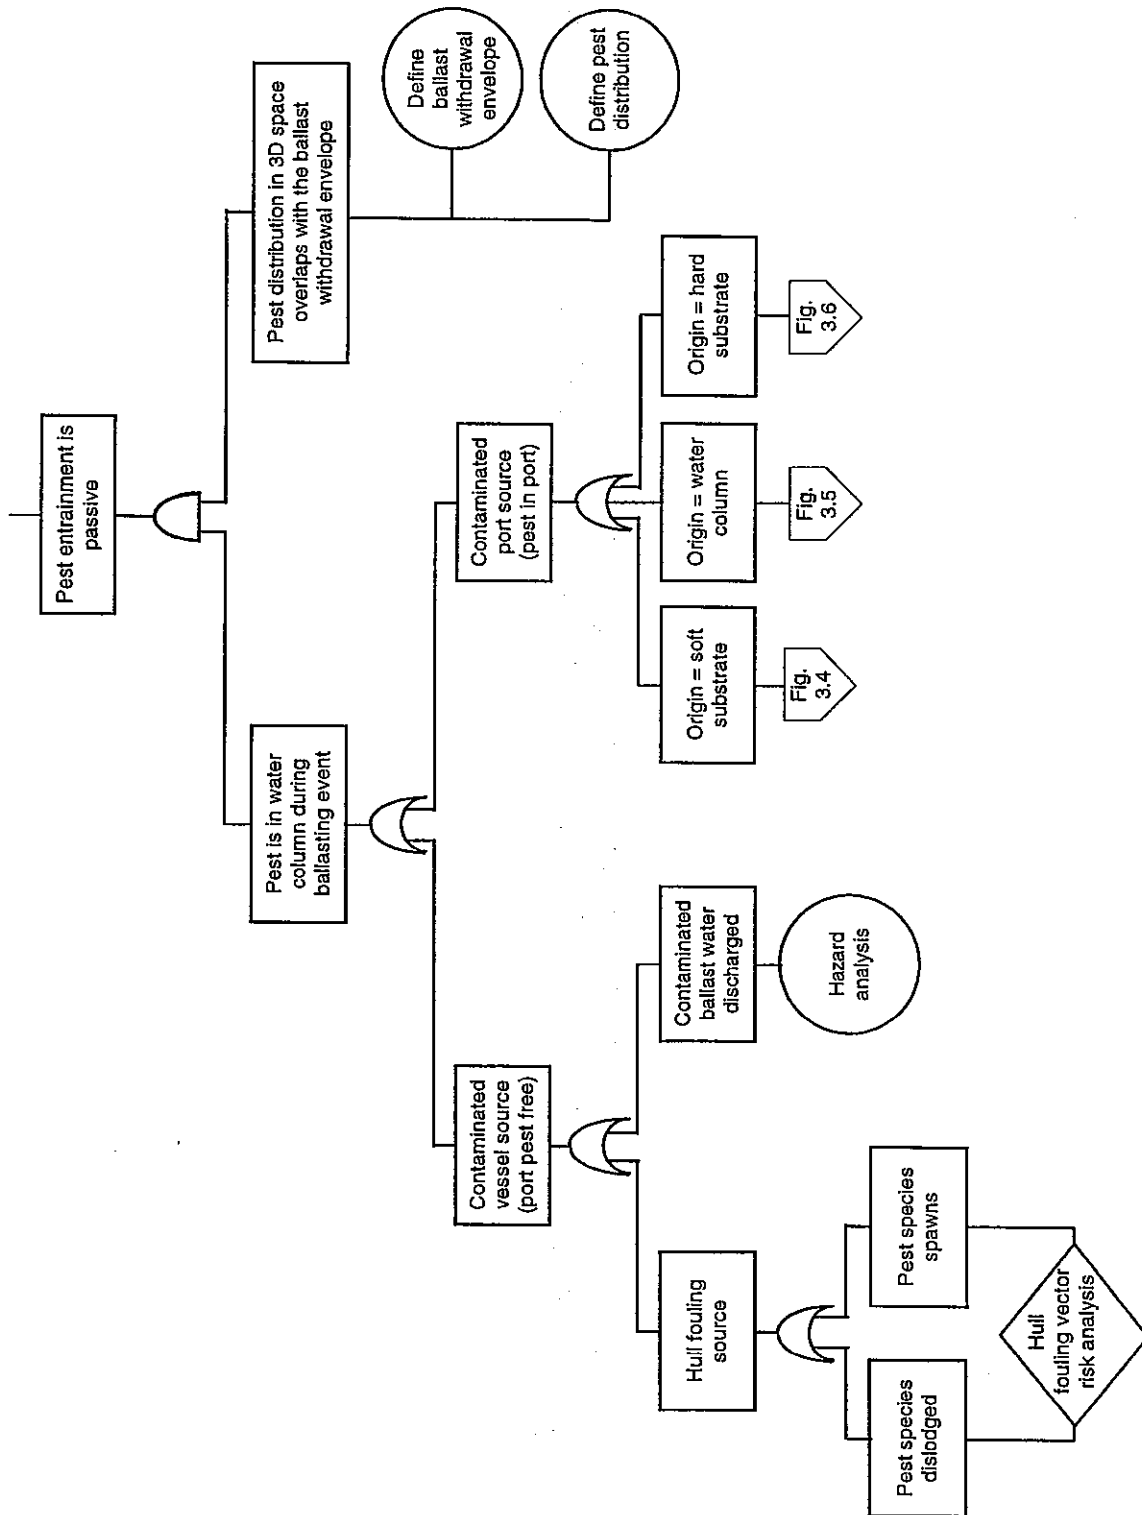 Pest entrainment is
passive
Pest is in water
column during
ballasting event
Pest distribution in 3D space
overlaps with the ballast
withdrawal envelope
Define
ballast
withdrawal
envelope
Define pest
distribution
Contaminated
vessel source
(port pest free)
Contaminated
port source
(pest in port)
Hull fouling
source
Contaminated
ballast water
discharged
Origin = soft
substrate
Origin = water
column
Origin = hard
substrate
Fig.
3.4
Fig.
3.5
Fig.
3.6
Hazard
analysis
Pest species
dislodged
Pest species
spawns
Hull
fouling vector
risk analysis